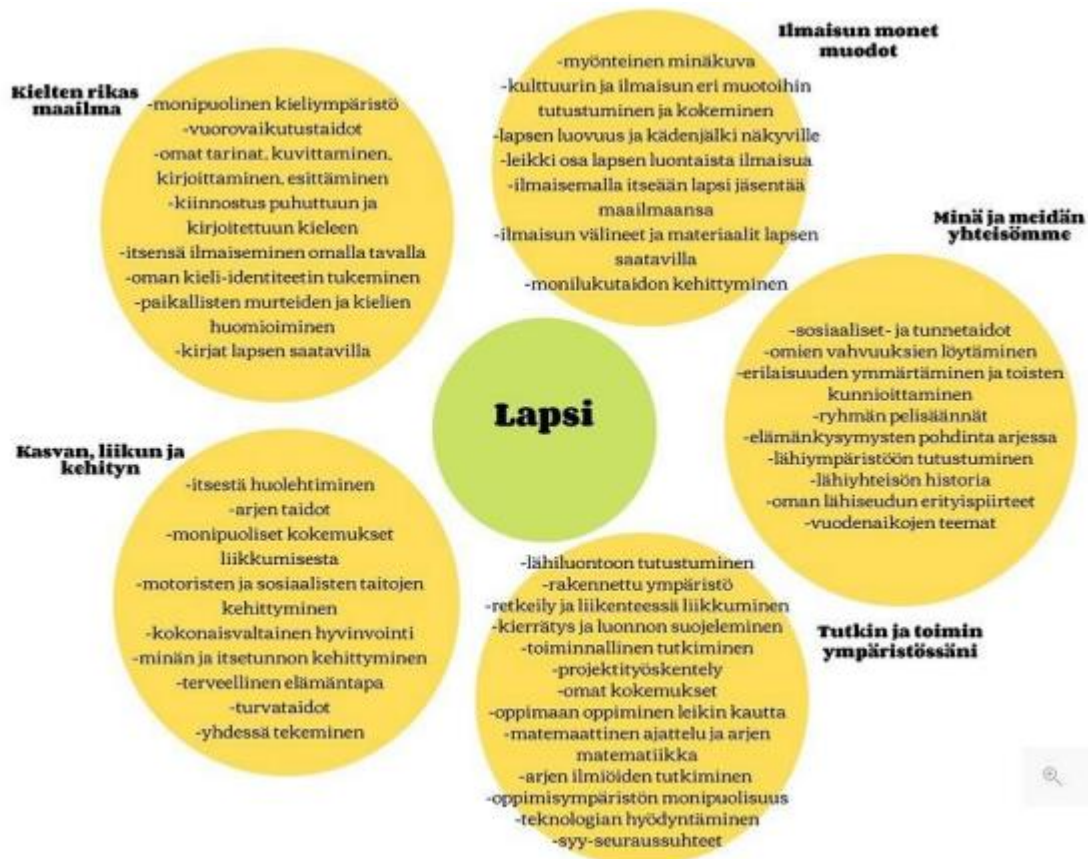 Kielten rikas
maailma
-monipuolinen kieliympäristö
-vuorovaikutustaidot
-omat tarinat, kuvittaminen,
kirjoittaminen, esittäminen
-kiinnostus puhuttuun ja
kirjoitettuun kieleen
-itsensä ilmaiseminen omalla tavalla
-oman kieli-identiteetin tukeminen
-paikallisten murteiden ja kielien
huomioiminen
-kirjat lapsen saatavilla
Ilmaisun monet
muodot
-myönteinen minäkuva
-kulttuurin ja ilmaisun eri muotoihin
tutustuminen ja kokeminen
-lapsen luovuus ja kädenjälki näkyville
-leikki osa lapsen luontaista ilmaisua
-ilmaisemalla itseään lapsi jäsentää
maailmaansa
-ilmaisun välineet ja materiaalit lapsen
saatavilla
-monilukutaidon kehittyminen
Minä ja meidän
yhteisömme
-sosiaaliset- ja tunnetaidot
-omien vahvuuksien löytäminen
-erilaisuuden ymmärtäminen ja toisten
kunnioittaminen
-ryhmän pelisäännät
-elämänkysymysten pohdinta arjessa
-lähiympäristöön tutustuminen
-lähiyhteisön historia
-oman lähiseudun erityispiirteet
-vuodenaikojen teemat
Lapsi
Kasvan, liikun ja
kehityn
-itsestä huolehtiminen
-arjen taidot
-monipuoliset kokemukset
liikkumisesta
-motoristen ja sosiaalisten taitojen
kehittyminen
-kokonaisvaltainen hyvinvointi
-minän ja itsetunnon kehittyminen
-terveellinen elämäntapa
-turvataidot
-yhdessä tekeminen
Tutkin ja toimin
ympäristössäni
-lähiluontoon tutustuminen
-rakennettu ympäristö
-retkeily ja liikenteessä liikkuminen
-kierrätys ja luonnon suojeleminen
-toiminnallinen tutkiminen
-projektityöskentely
-omat kokemukset
-oppimaan oppiminen leikin kautta
-matemaattinen ajattelu ja arjen
matematiikka
-arjen ilmiöiden tutkiminen
-oppimisympäristön monipuolisuus
-teknologian hyödyntäminen
-syy-seuraussuhteet